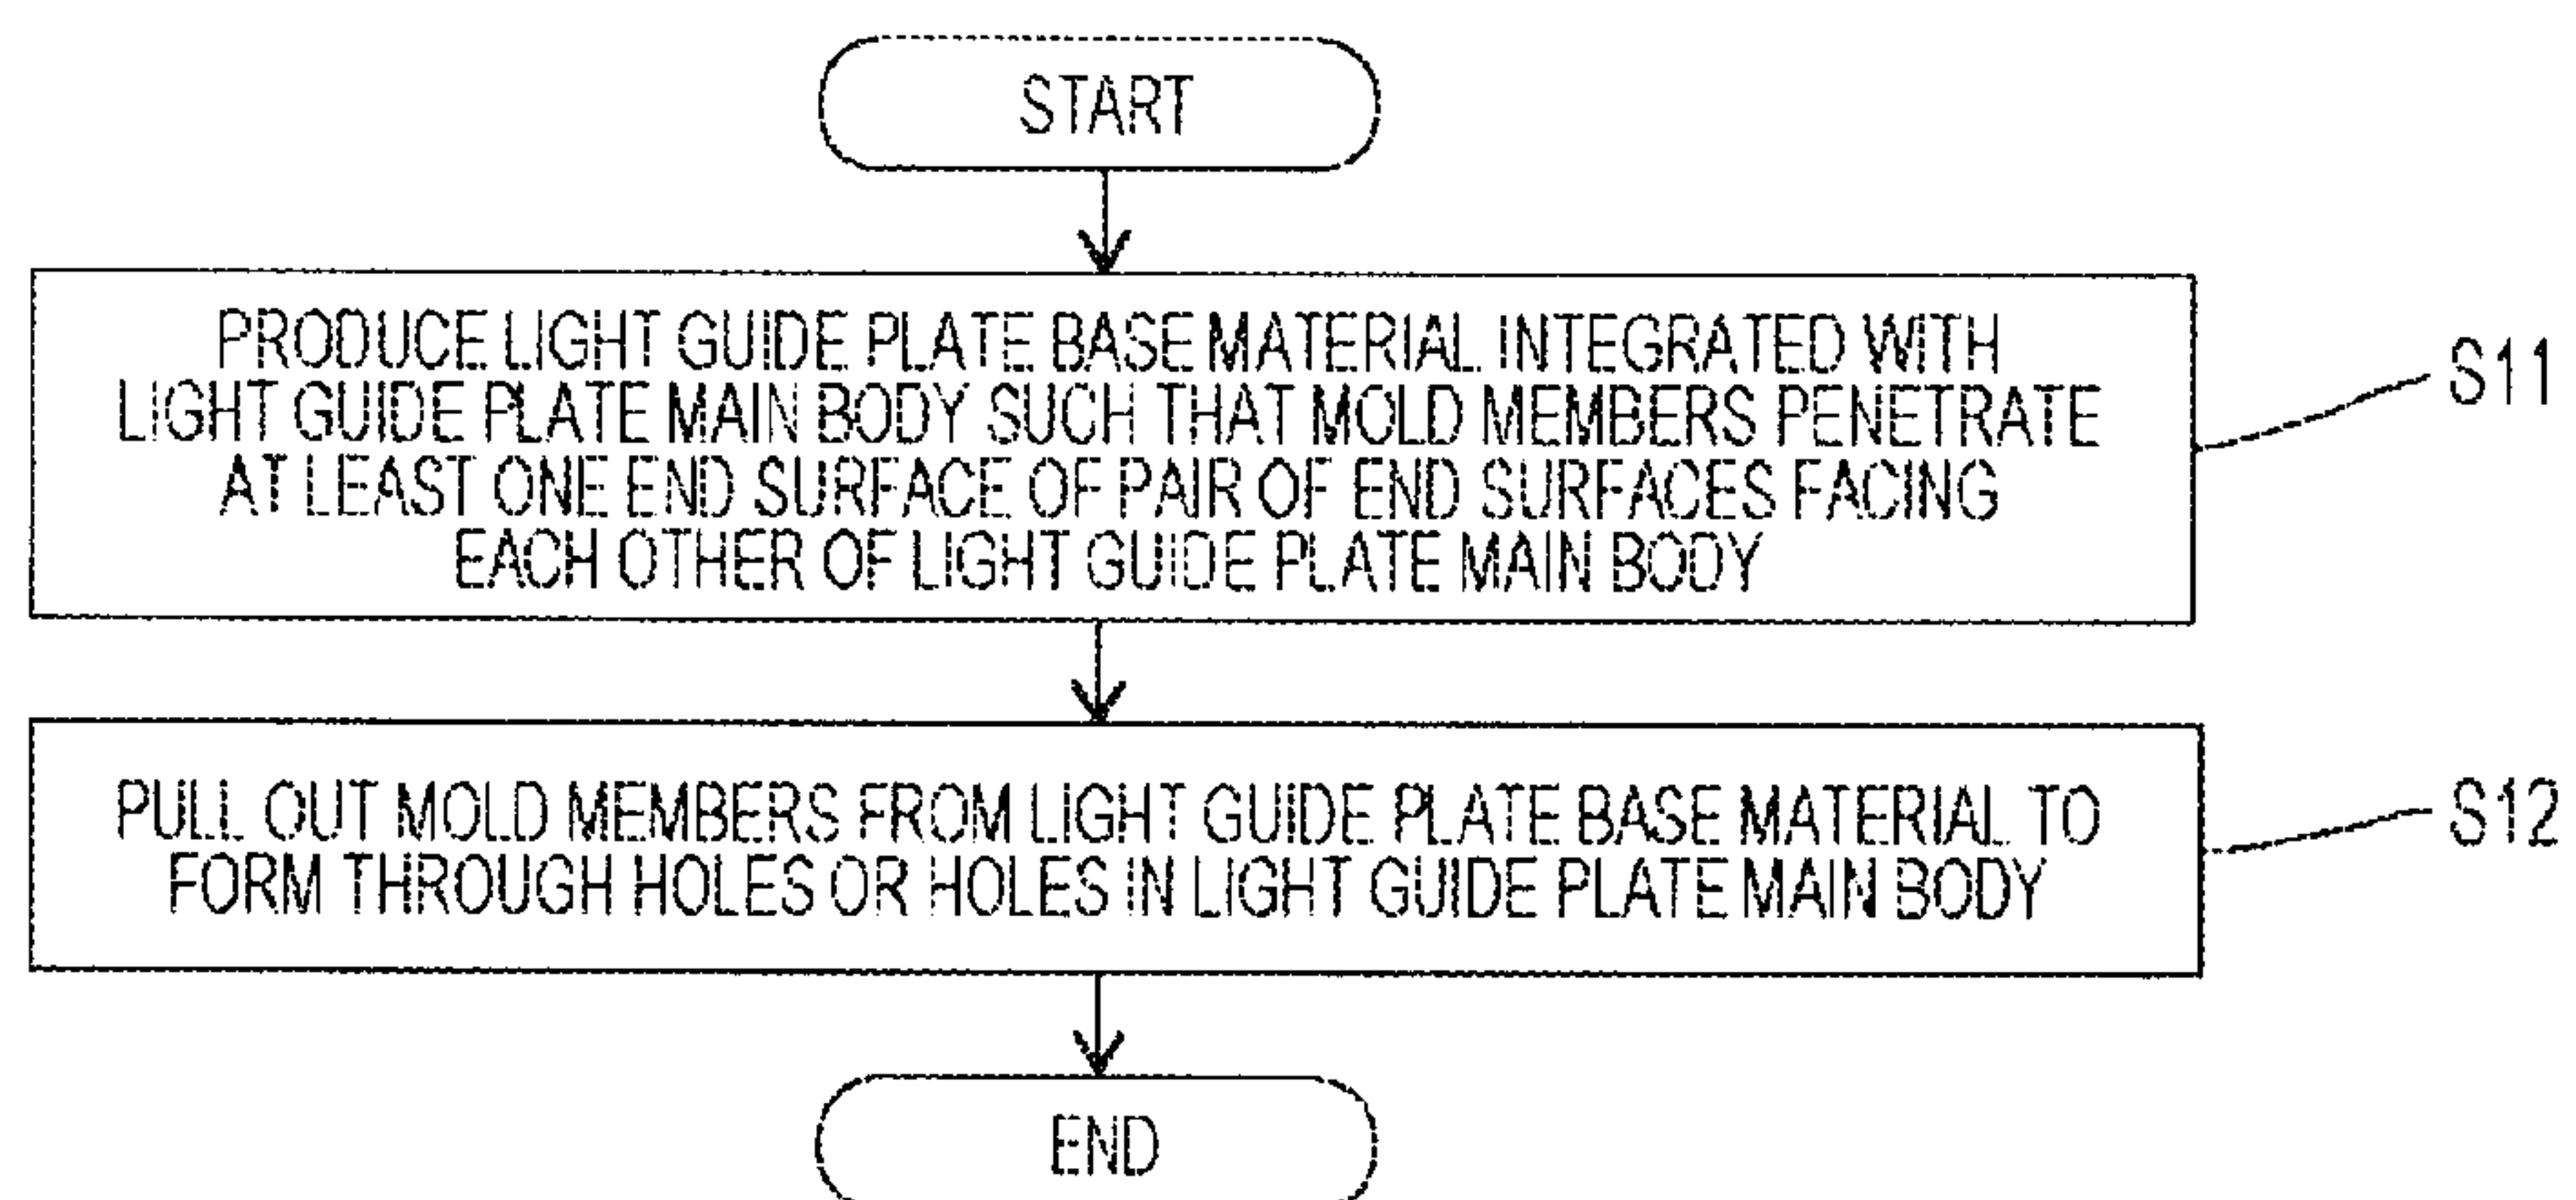 START
PRODUCE LIGHT GUIDE PLATE BASE MATERIAL INTEGRATED WITH
LIGHT GUIDE PLATE MAIN BODY SUCH THAT MOLD MEMBERS PENETRATE
AT LEAST ONE END SURFACE OF PAIR OF END SURFACES FACING
EACH OTHER OF LIGHT GUIDE PLATE MAIN BODY
S11
PULL OUT MOLD MEMBERS FROM LIGHT GUIDE PLATE BASE MATERIAL TO
FORM THROUGH HOLES OR HOLES IN LIGHT GUIDE PLATE MAIN BODY
S12
END